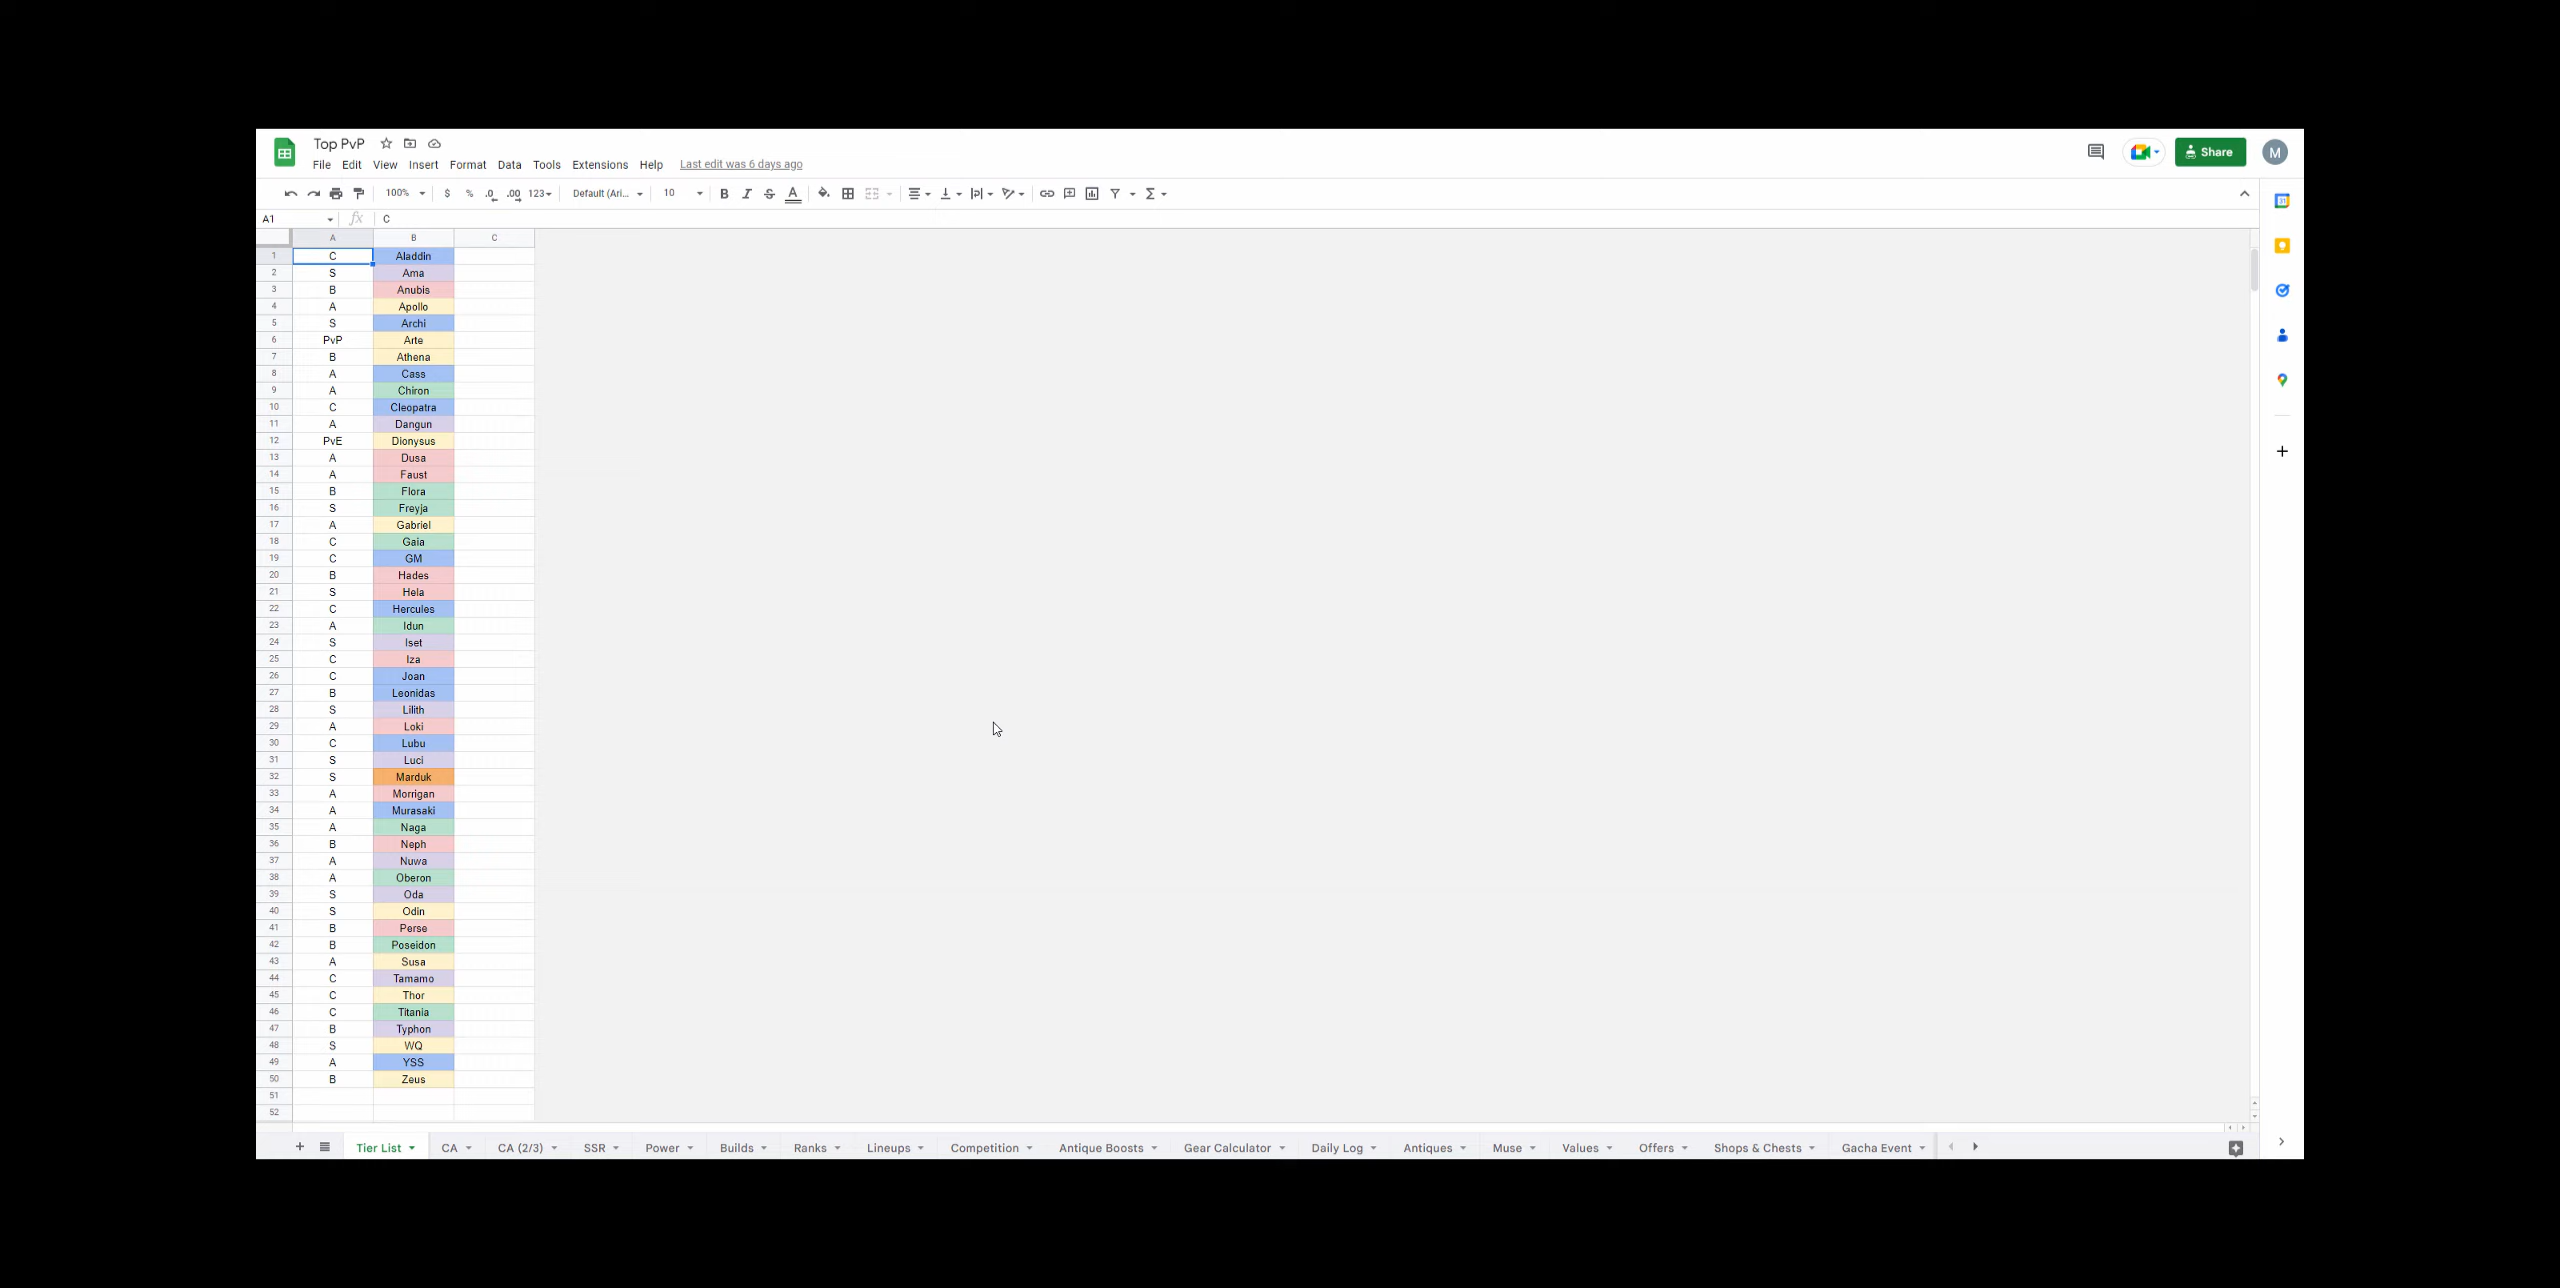 Top PvP
File Edit View Insert Format Data Tools Extensions Help Last edit was 6 days ago
Share M
100% $ % .0 .00 123 Default (Ari... 10 B I S A
A1 fx C
A B C
1 C Aladdin
2 S Ama
3 B Anubis
4 A Apollo
5 S Archi
6 PvP Arte
7 B Athena
8 A Cass
9 A Chiron
10 C Cleopatra
11 A Dangun
12 PvE Dionysus
13 A Dusa
14 A Faust
15 B Flora
16 S Freyja
17 A Gabriel
18 C Gaia
19 C GM
20 B Hades
21 S Hela
22 C Hercules
23 A Idun
24 S Iset
25 C Iza
26 C Joan
27 B Leonidas
28 S Lilith
29 A Loki
30 C Lubu
31 S Luci
32 S Marduk
33 A Morrigan
34 A Murasaki
35 A Naga
36 B Neph
37 A Nuwa
38 A Oberon
39 S Oda
40 S Odin
41 B Perse
42 B Poseidon
43 A Susa
44 C Tamamo
45 C Thor
46 C Titania
47 B Typhon
48 S WQ
49 A YSS
50 B Zeus
51
52
Tier List CA CA (2/3) SSR Power Builds Ranks Lineups Competition Antique Boosts Gear Calculator Daily Log Antiques Muse Values Offers Shops & Chests Gacha Event